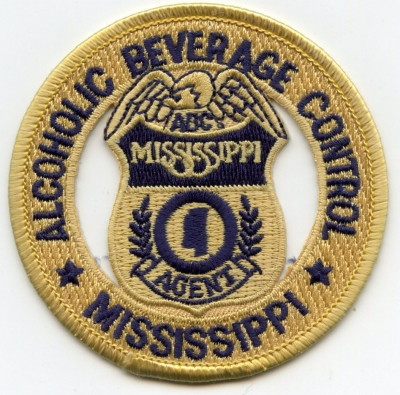 ALCOHOLIC BEVERAGE CONTROL
ABC
MISSISSIPPI
AGENT
MISSISSIPPI